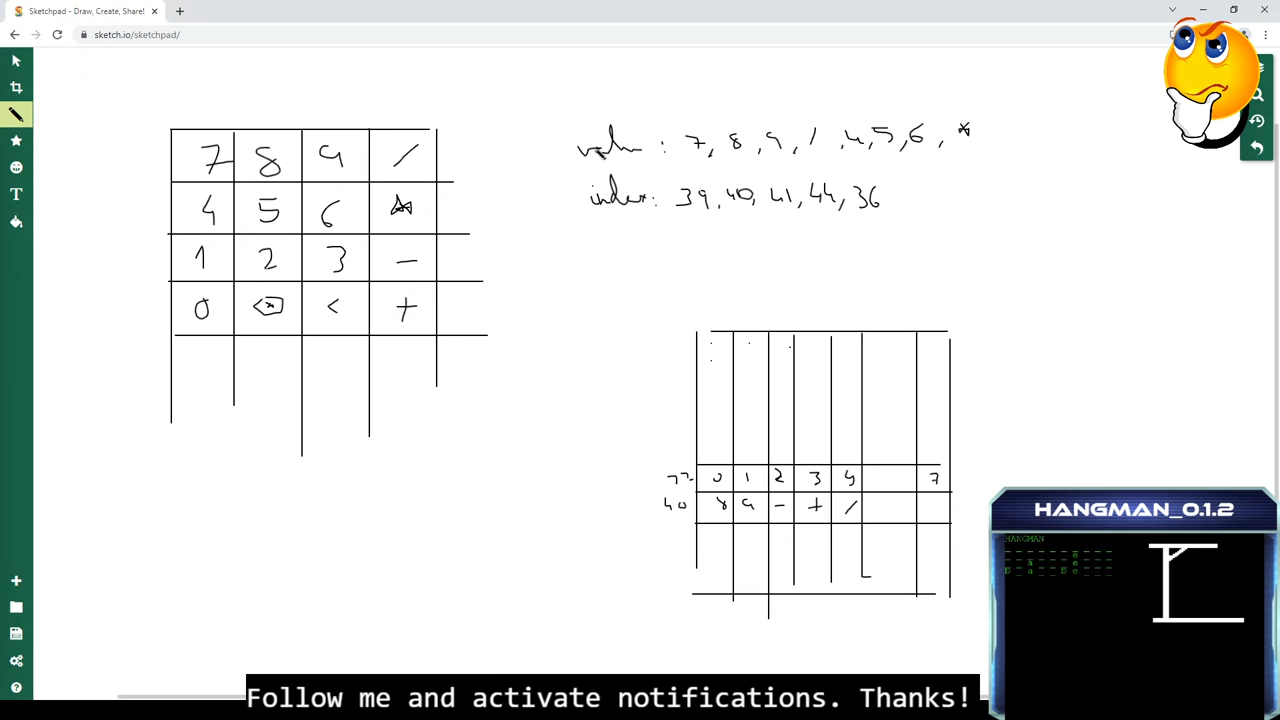 Sketchpad - Draw, Create, Share!
sketch.io/sketchpad/
7 8 9 /
4 5 6 *
1 2 3 -
0 < +
value : 7, 8, 9, /, 4, 5, 6, *
index: 39, 40, 41, 44, 36
0 1 2 3 4 7
40 8 9 - + /
T
HANGMAN_0.1.2
HANGMAN
_ _ _ _ _ _ e _ _ _
_ _ a _ _ _ e _ _ _
E _ a _ _ E e _ _ _
Follow me and activate notifications. Thanks!